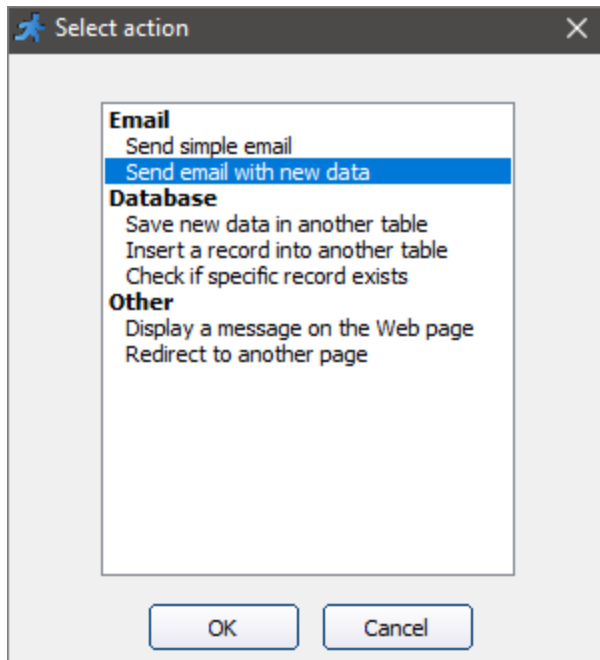 Select action
Email
Send simple email
Send email with new data
Database
Save new data in another table
Insert a record into another table
Check if specific record exists
Other
Display a message on the Web page
Redirect to another page
OK
Cancel